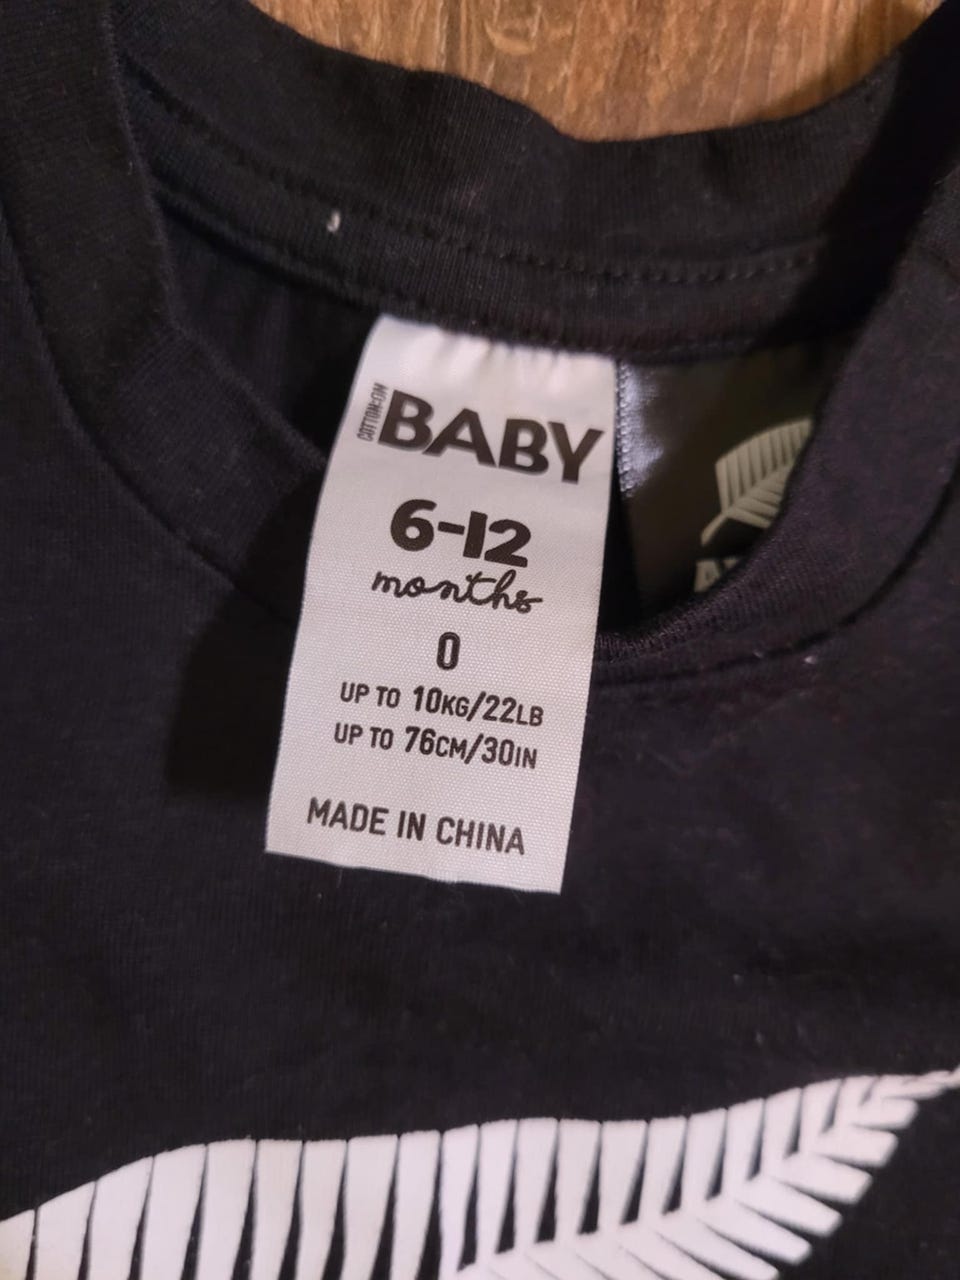 COTTON:ON
BABY
6-12
months
0
UP TO 10KG/22LB
UP TO 76CM/30IN
MADE IN CHINA